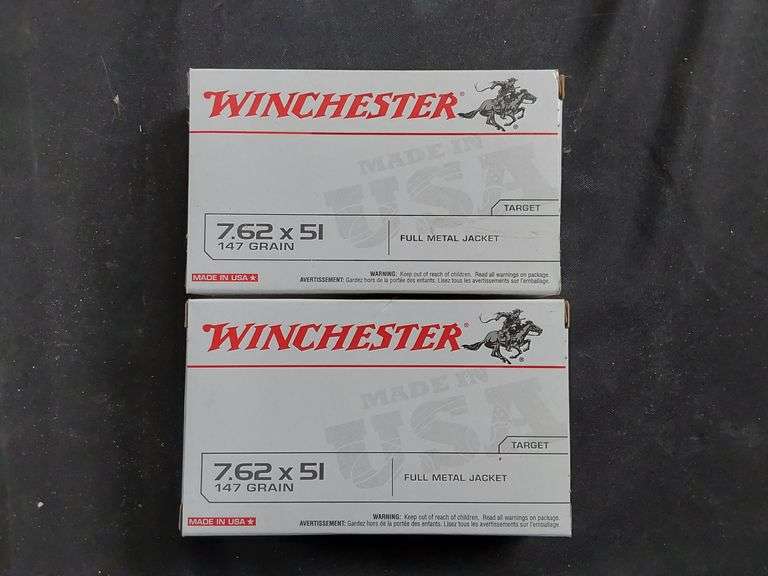 WINCHESTER®
MADE IN
USA
TARGET
7.62 x 51
147 GRAIN
FULL METAL JACKET
MADE IN USA★
WARNING: Keep out of reach of children. Read all warnings on package.
AVERTISSEMENT: Gardez hors de la portée des enfants. Lisez tous les avertissements sur l'emballage.
WINCHESTER®
MADE IN
USA
TARGET
7.62 x 51
147 GRAIN
FULL METAL JACKET
MADE IN USA★
WARNING: Keep out of reach of children. Read all warnings on package.
AVERTISSEMENT: Gardez hors de la portée des enfants. Lisez tous les avertissements sur l'emballage.